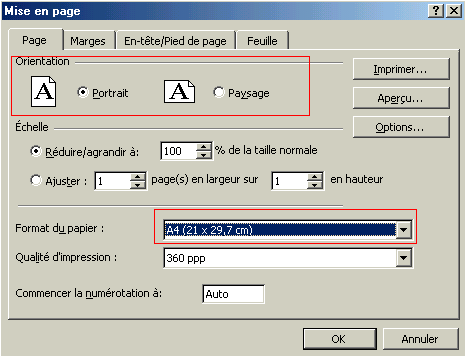 Mise en page
Page Marges En-tête/Pied de page Feuille
Orientation
A Portrait A Paysage
Imprimer...
Aperçu...
Options...
Échelle
Réduire/agrandir à: 100 % de la taille normale
Ajuster : 1 page(s) en largeur sur 1 en hauteur
Format du papier : A4 (21 x 29,7 cm)
Qualité d'impression : 360 ppp
Commencer la numérotation à: Auto
OK Annuler